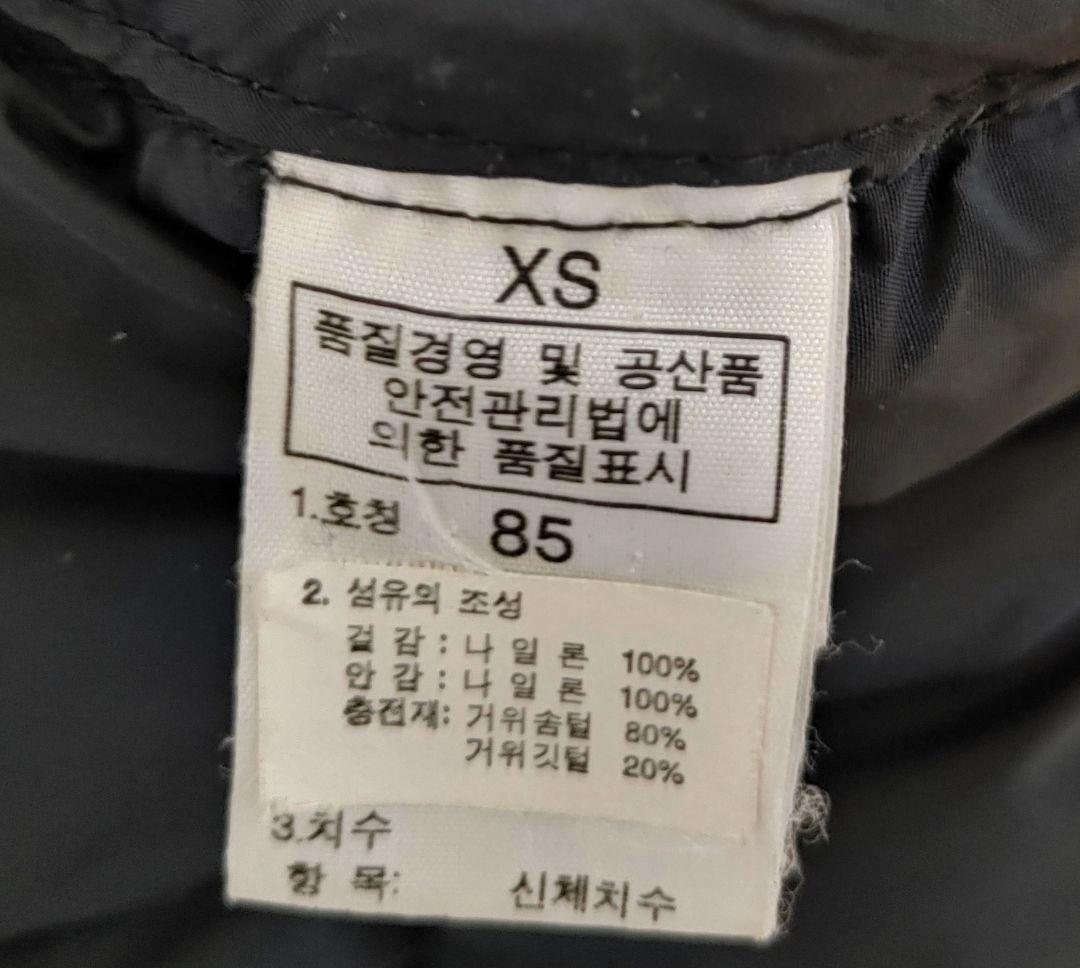 XS
품질경영 및 공산품
안전관리법에
의한 품질표시
1.호칭 85
2. 섬유의 조성
겉 감 : 나 일 론 100%
안 감 : 나 일 론 100%
충전재: 거위솜털 80%
거위깃털 20%
3.치수
항 목: 신체치수